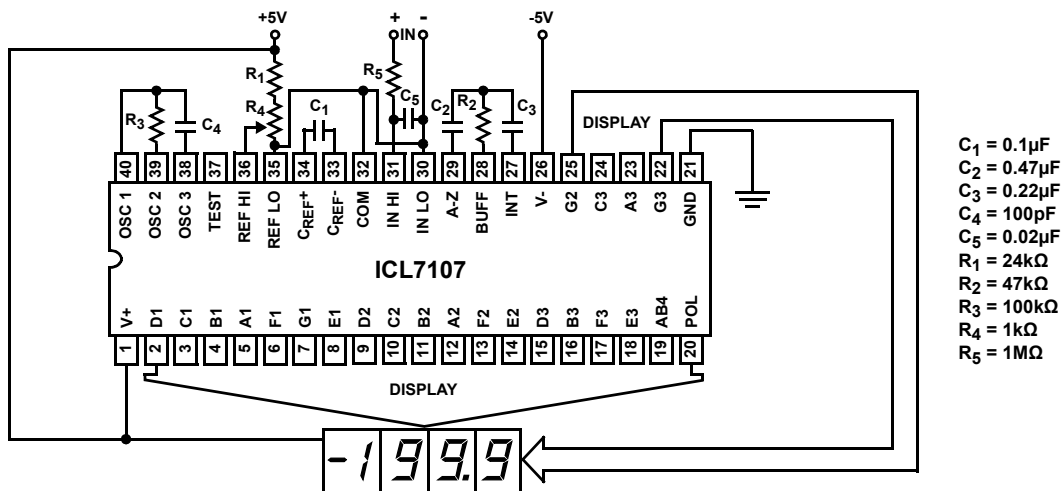 +5V
+ -
IN
-5V
R1
R5
R4
C1
C5
C2
R2
C3
R3
C4
DISPLAY
40 39 38 37 36 35 34 33 32 31 30 29 28 27 26 25 24 23 22 21
OSC 1 OSC 2 OSC 3 TEST REF HI REF LO CREF+ CREF- COM IN HI IN LO A-Z BUFF INT V- G2 C3 A3 G3 GND
ICL7107
V+ D1 C1 B1 A1 F1 G1 E1 D2 C2 B2 A2 F2 E2 D3 B3 F3 E3 AB4 POL
1 2 3 4 5 6 7 8 9 10 11 12 13 14 15 16 17 18 19 20
DISPLAY
-199.9
C1 = 0.1µF
C2 = 0.47µF
C3 = 0.22µF
C4 = 100pF
C5 = 0.02µF
R1 = 24kΩ
R2 = 47kΩ
R3 = 100kΩ
R4 = 1kΩ
R5 = 1MΩ